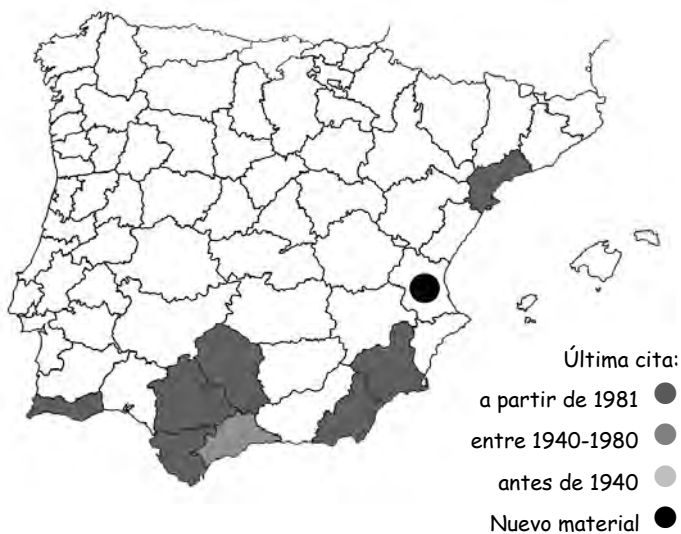 Última cita:
a partir de 1981
entre 1940-1980
antes de 1940
Nuevo material